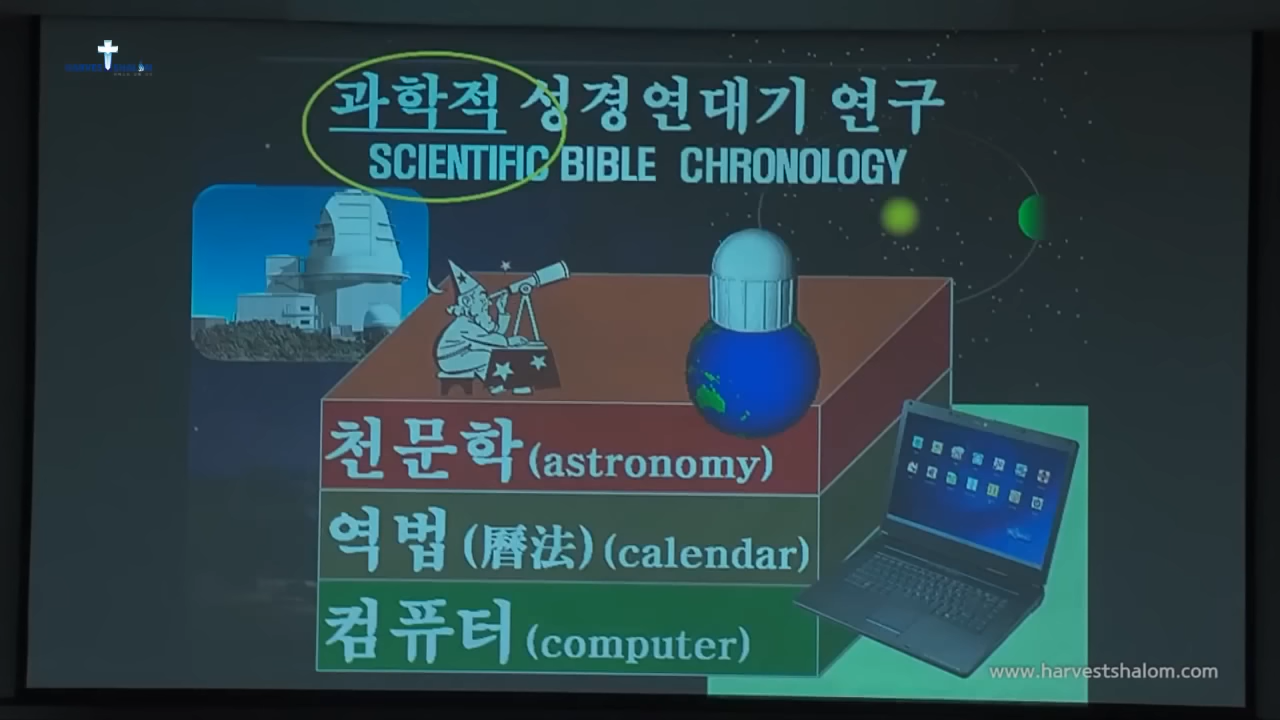 과학적 성경연대기 연구
SCIENTIFIC BIBLE CHRONOLOGY
천문학(astronomy)
역법(曆法)(calendar)
컴퓨터(computer)
www.harvestshalom.com